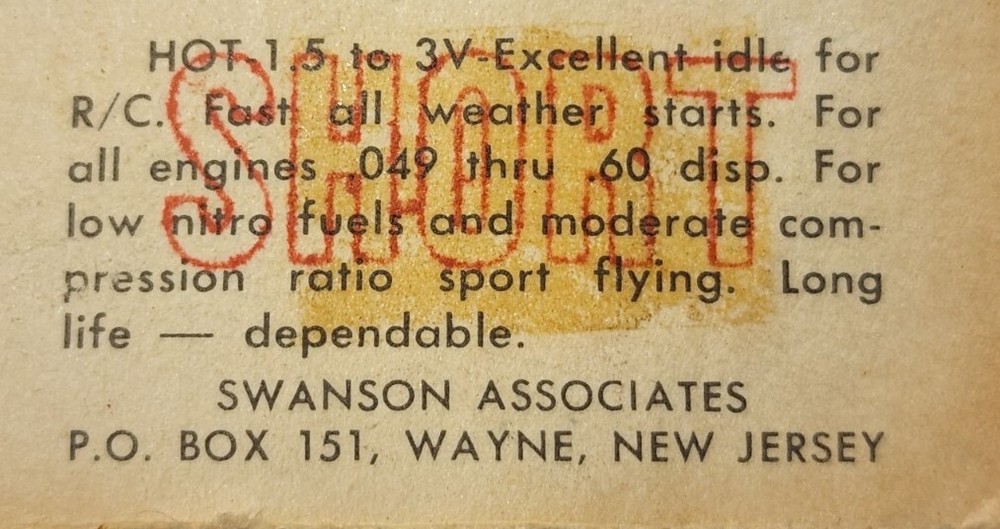 HOT-1.5 to 3V-Excellent idle for
R/C. Fast all weather starts. For
all engines .049 thru .60 disp. For
low nitro fuels and moderate com-
pression ratio sport flying. Long
life — dependable.
SHORT
SWANSON ASSOCIATES
P.O. BOX 151, WAYNE, NEW JERSEY